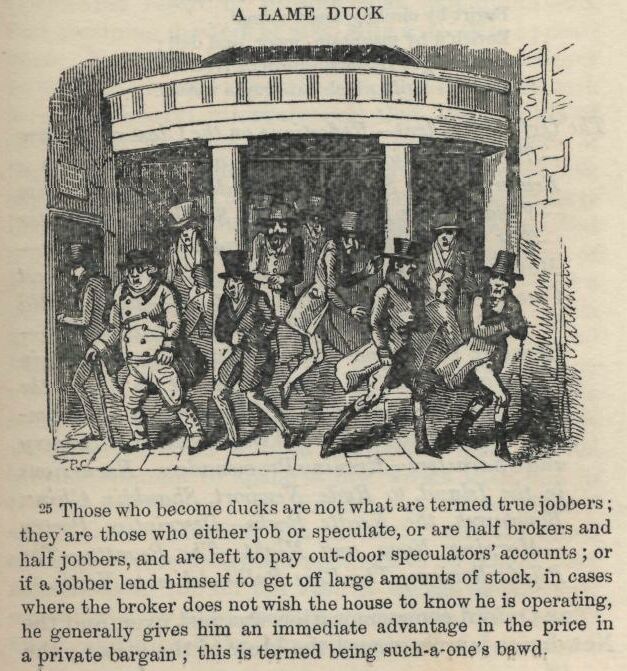 A LAME DUCK
R.C
25 Those who become ducks are not what are termed true jobbers ;
they are those who either job or speculate, or are half brokers and
half jobbers, and are left to pay out-door speculators' accounts ; or
if a jobber lend himself to get off large amounts of stock, in cases
where the broker does not wish the house to know he is operating,
he generally gives him an immediate advantage in the price in
a private bargain ; this is termed being such-a-one's bawd.